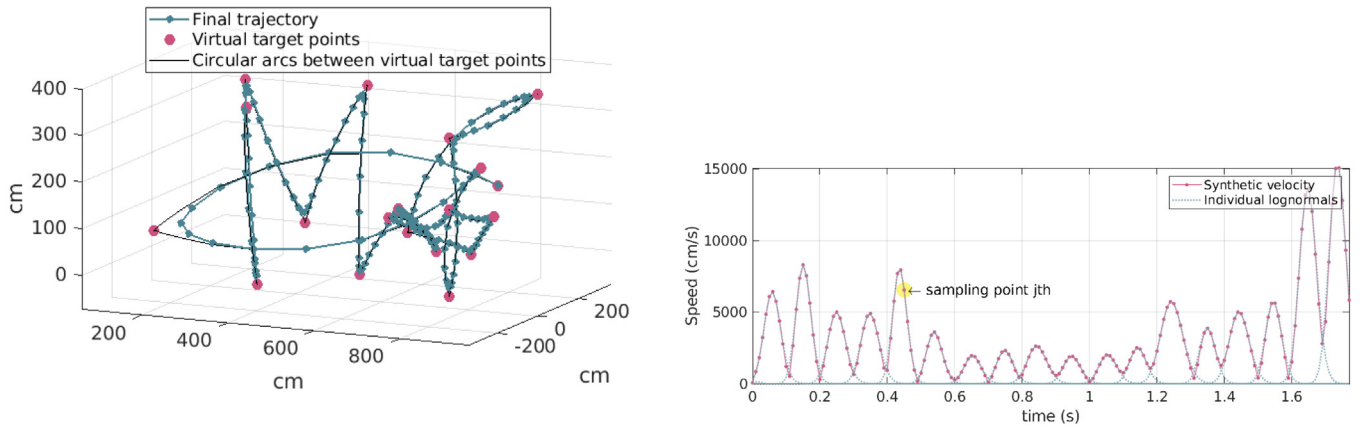 Final trajectory
Virtual target points
Circular arcs between virtual target points
400
300
200
100
0
cm
200
400
600
800
cm
-200
0
200
cm
15000
10000
5000
0
Speed (cm/s)
Synthetic velocity
Individual lognormals
← sampling point jth
0
0.2
0.4
0.6
0.8
1
1.2
1.4
1.6
time (s)